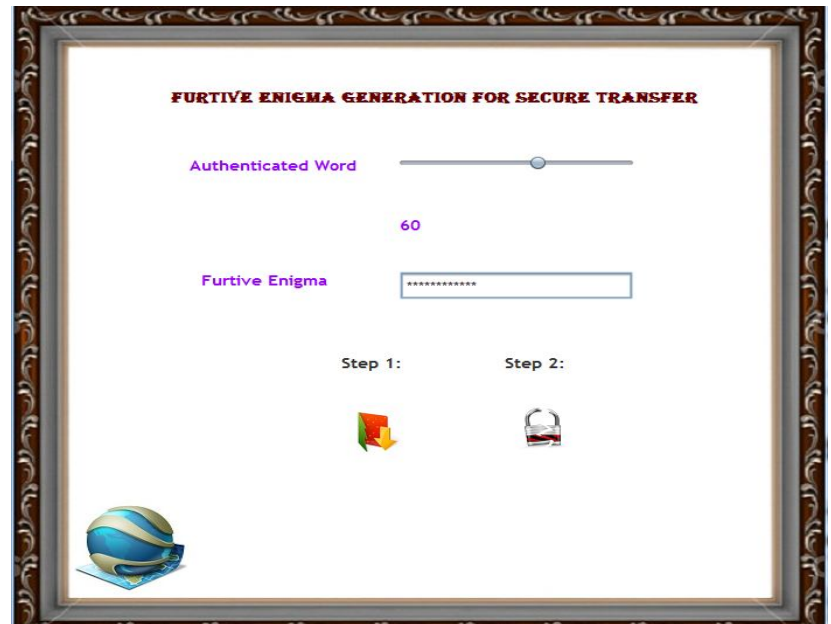 FURTIVE ENIGMA GENERATION FOR SECURE TRANSFER
Authenticated Word
60
Furtive Enigma
************
Step 1:
Step 2: